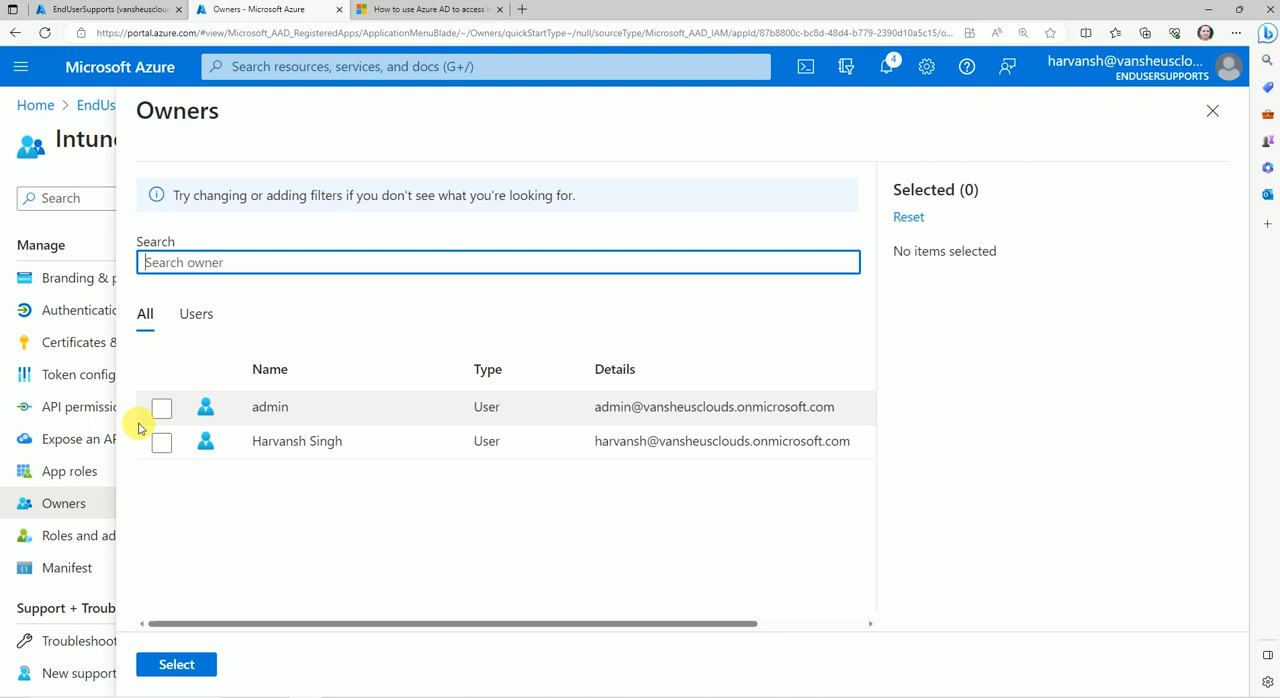 EndUserSupports (vansheusclouc
Owners - Microsoft Azure
How to use Azure AD to access i
https://portal.azure.com/#view/Microsoft_AAD_RegisteredApps/ApplicationMenuBlade/~/Owners/quickStartType~/null/sourceType/Microsoft_AAD_IAM/appId/87b8800c-bc8d-48d4-b779-2390d10a5c15/o...
Microsoft Azure
Search resources, services, and docs (G+/)
4
harvansh@vansheusclo...
ENDUSERSUPPORTS
Home > EndUs
Intun
Search
Manage
Branding & p
Authenticatio
Certificates &
Token config
API permissic
Expose an AP
App roles
Owners
Roles and ad
Manifest
Support + Troub
Troubleshoot
New support
Owners
Try changing or adding filters if you don't see what you're looking for.
Search
Search owner
All
Users
Name Type Details
admin User admin@vansheusclouds.onmicrosoft.com
Harvansh Singh User harvansh@vansheusclouds.onmicrosoft.com
Select
Selected (0)
Reset
No items selected